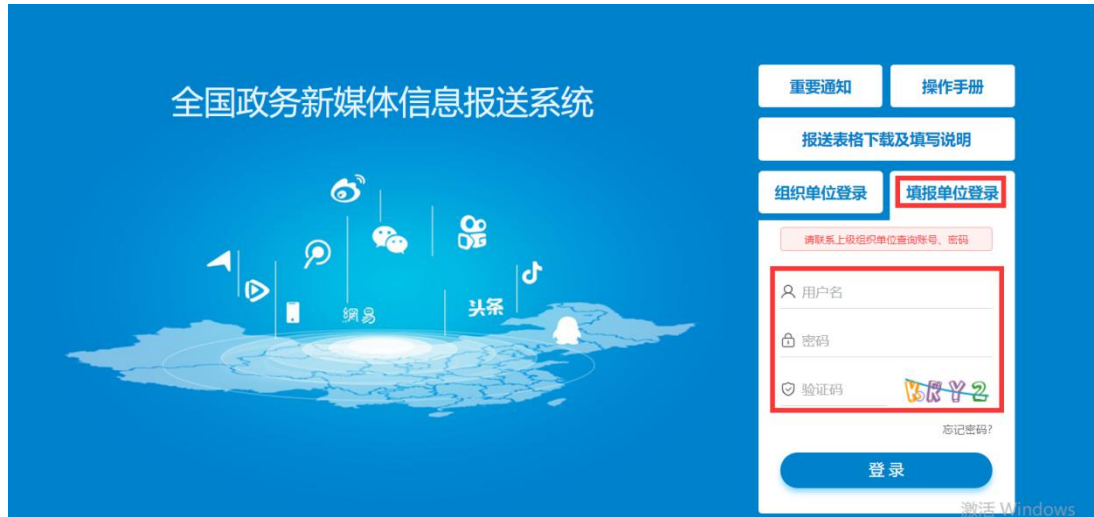 全国政务新媒体信息报送系统
重要通知
操作手册
报送表格下载及填写说明
组织单位登录
填报单位登录
请联系上级组织单位查询账号、密码
用户名
密码
验证码
KRY2
網易
头条
忘记密码?
登录
激活 Windows